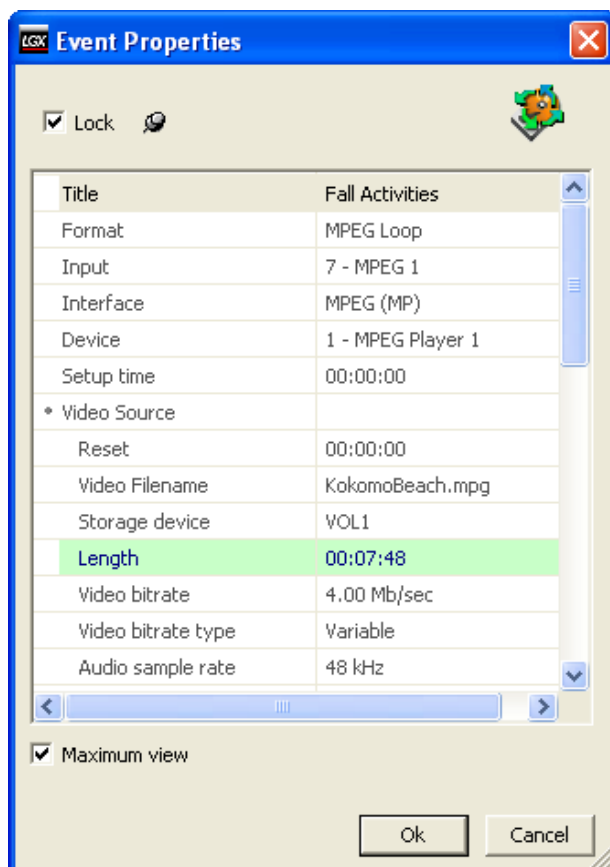 LGX Event Properties
Lock
Title Fall Activities
Format MPEG Loop
Input 7 - MPEG 1
Interface MPEG (MP)
Device 1 - MPEG Player 1
Setup time 00:00:00
Video Source
Reset 00:00:00
Video Filename KokomoBeach.mpg
Storage device VOL1
Length 00:07:48
Video bitrate 4.00 Mb/sec
Video bitrate type Variable
Audio sample rate 48 kHz
Maximum view
Ok Cancel